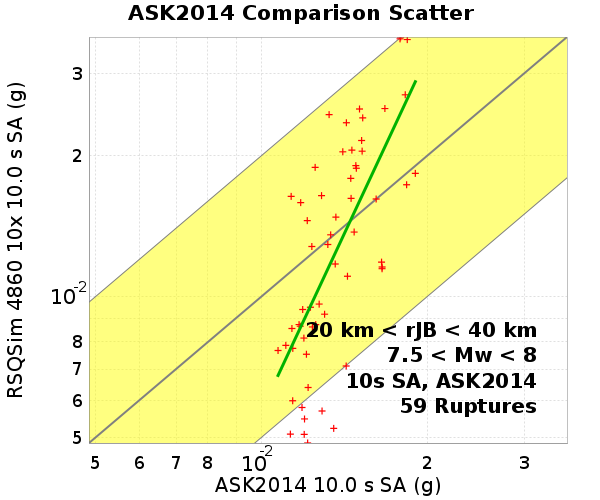 ASK2014 Comparison Scatter
RSQSim 4860 10x 10.0 s SA (g)
3
2
10-2
8
7
6
5
20 km < rJB < 40 km
7.5 < Mw < 8
10s SA, ASK2014
59 Ruptures
5 6 7 8 10-2 2 3
ASK2014 10.0 s SA (g)